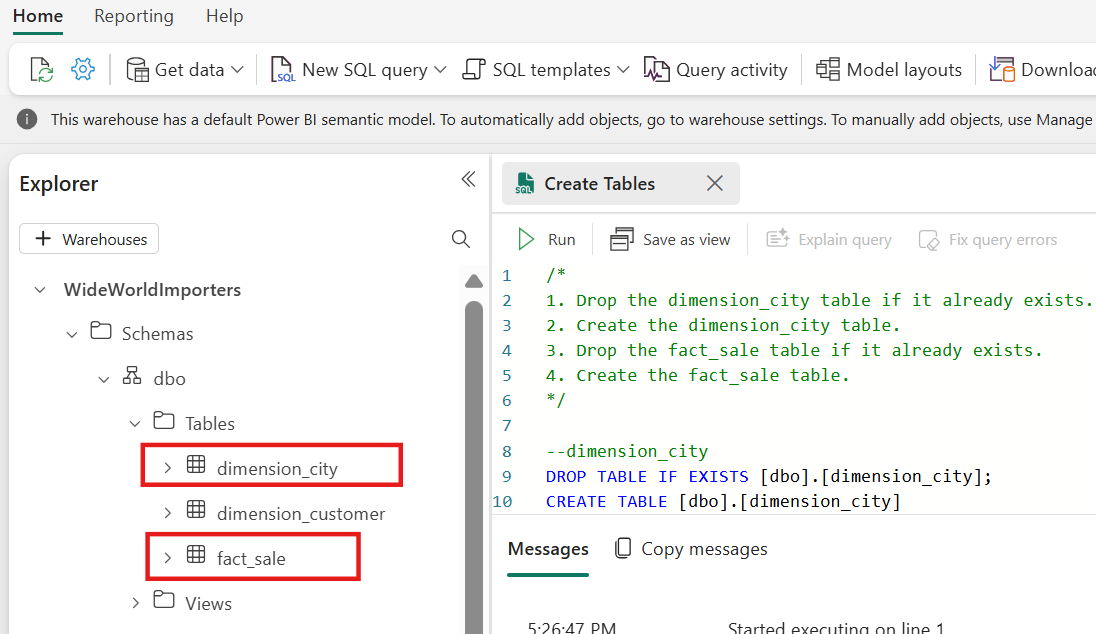 Home Reporting Help
Get data New SQL query SQL templates Query activity Model layouts Download
This warehouse has a default Power BI semantic model. To automatically add objects, go to warehouse settings. To manually add objects, use Manage
Explorer
+ Warehouses
WideWorldImporters
Schemas
dbo
Tables
dimension_city
dimension_customer
fact_sale
Views
SQL Create Tables
Run Save as view Explain query Fix query errors
1 /*
2 1. Drop the dimension_city table if it already exists.
3 2. Create the dimension_city table.
4 3. Drop the fact_sale table if it already exists.
5 4. Create the fact_sale table.
6 */
7
8 --dimension_city
9 DROP TABLE IF EXISTS [dbo].[dimension_city];
10 CREATE TABLE [dbo].[dimension_city]
Messages Copy messages
5:26:47 PM Started executing on line 1